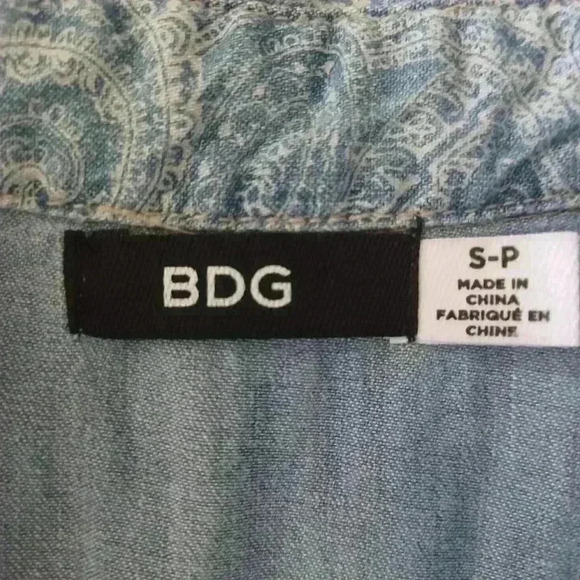 BDG
S-P
MADE IN
CHINA
FABRIQUÉ EN
CHINE